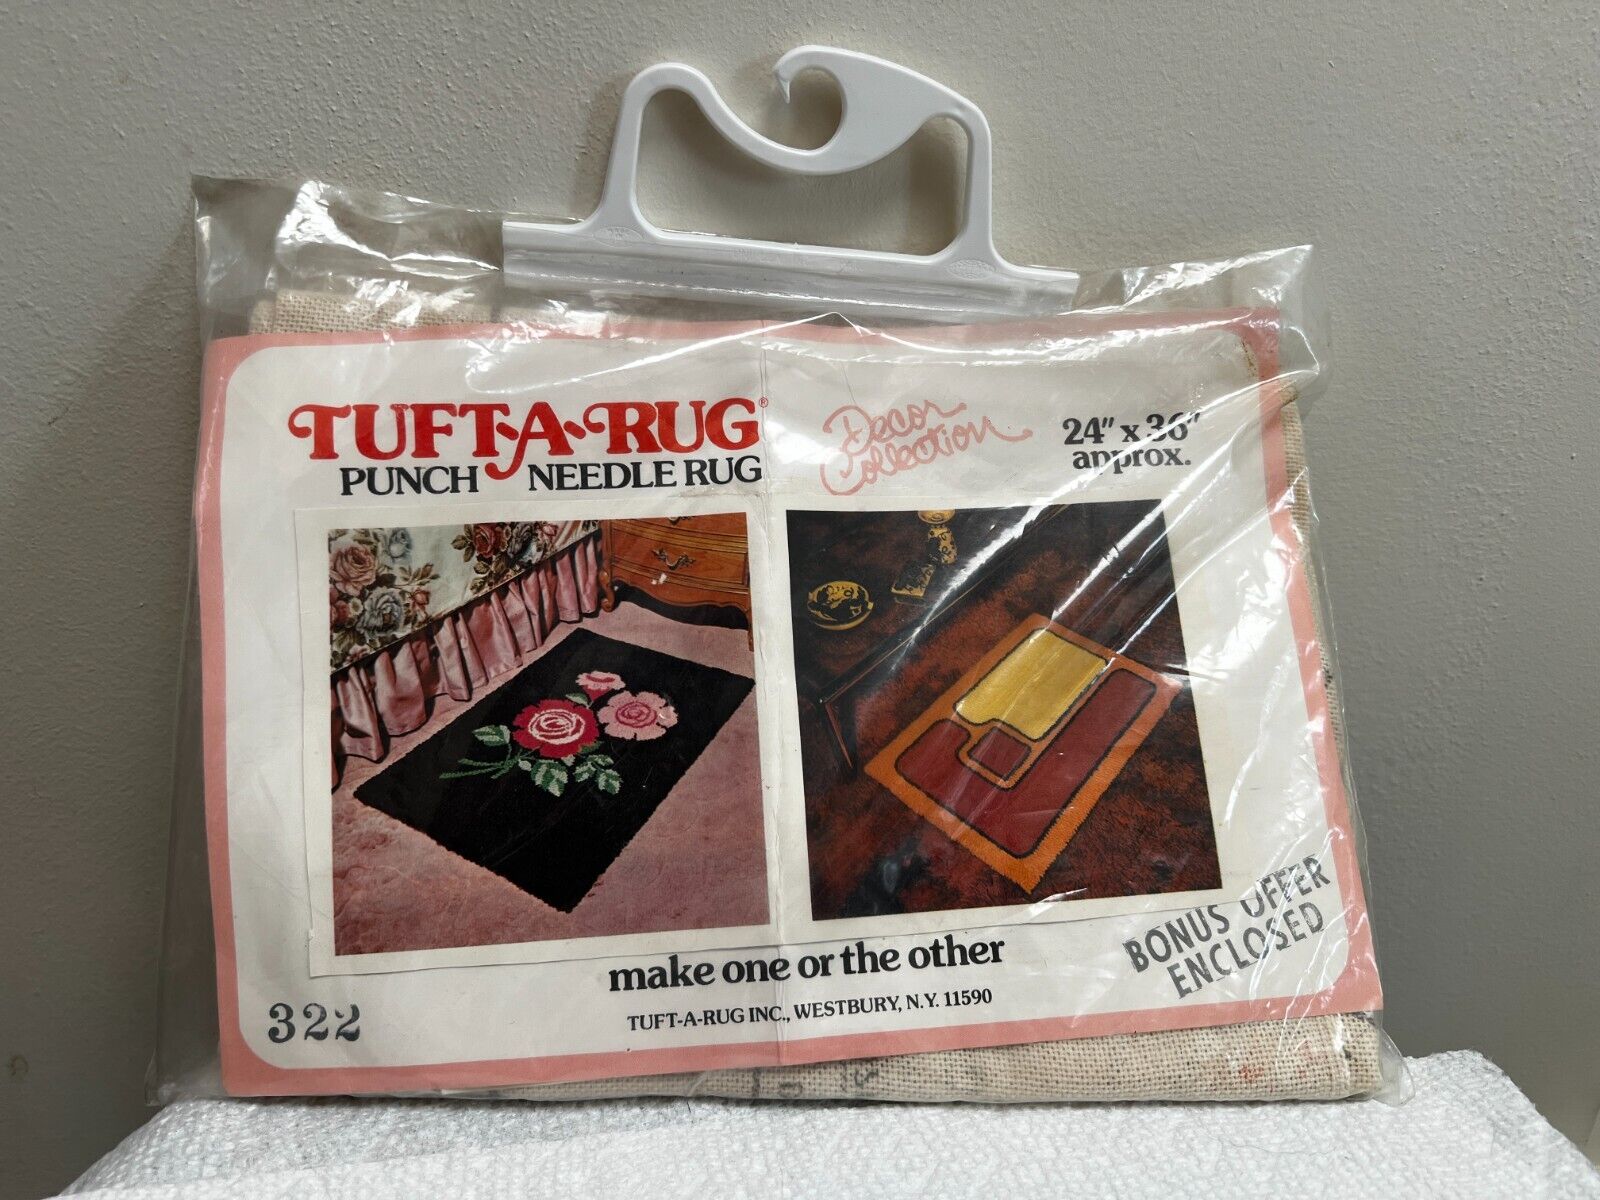 TUFT-A-RUG®
PUNCH NEEDLE RUG
Decor
Collection
24" x 36"
approx.
make one or the other
TUFT-A-RUG INC., WESTBURY, N.Y. 11590
322
BONUS OFFER
ENCLOSED